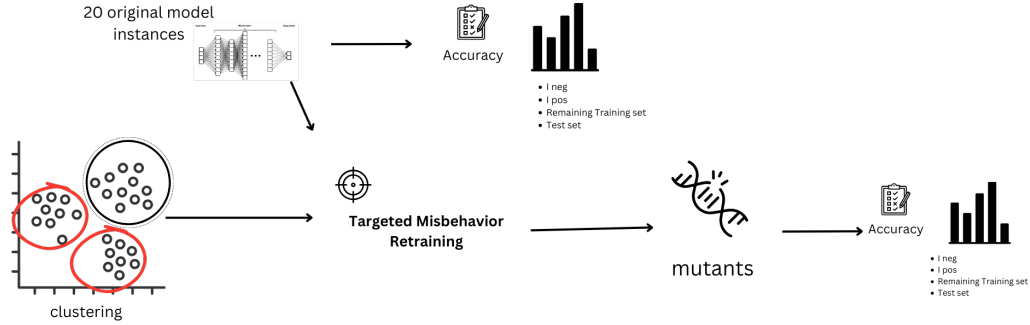 20 original model
instances
Accuracy
• I neg
• I pos
• Remaining Training set
• Test set
clustering
Targeted Misbehavior
Retraining
mutants
Accuracy
• I neg
• I pos
• Remaining Training set
• Test set